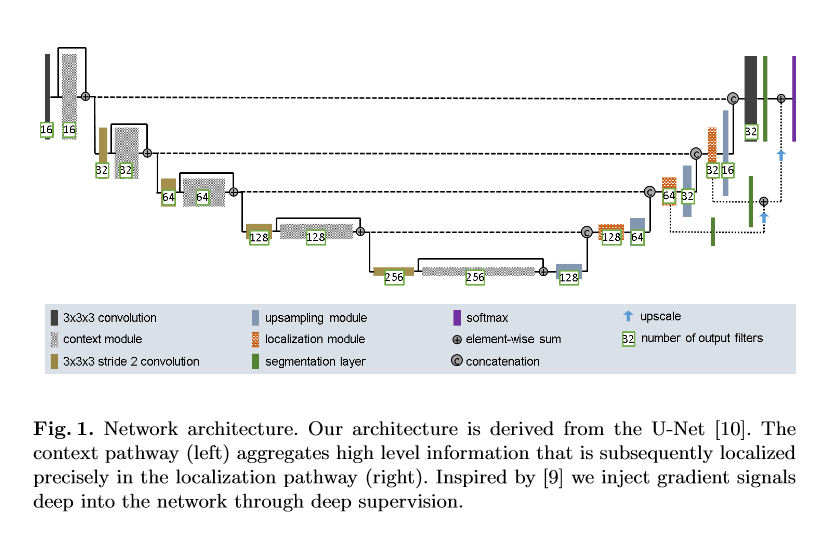 16 16 32 16 32
32 32 64 32
64 64
128 128 128 64
256 256 128
3x3x3 convolution upsampling module softmax upscale
context module localization module element-wise sum 32 number of output filters
3x3x3 stride 2 convolution segmentation layer C concatenation
Fig. 1. Network architecture. Our architecture is derived from the U-Net [10]. The
context pathway (left) aggregates high level information that is subsequently localized
precisely in the localization pathway (right). Inspired by [9] we inject gradient signals
deep into the network through deep supervision.